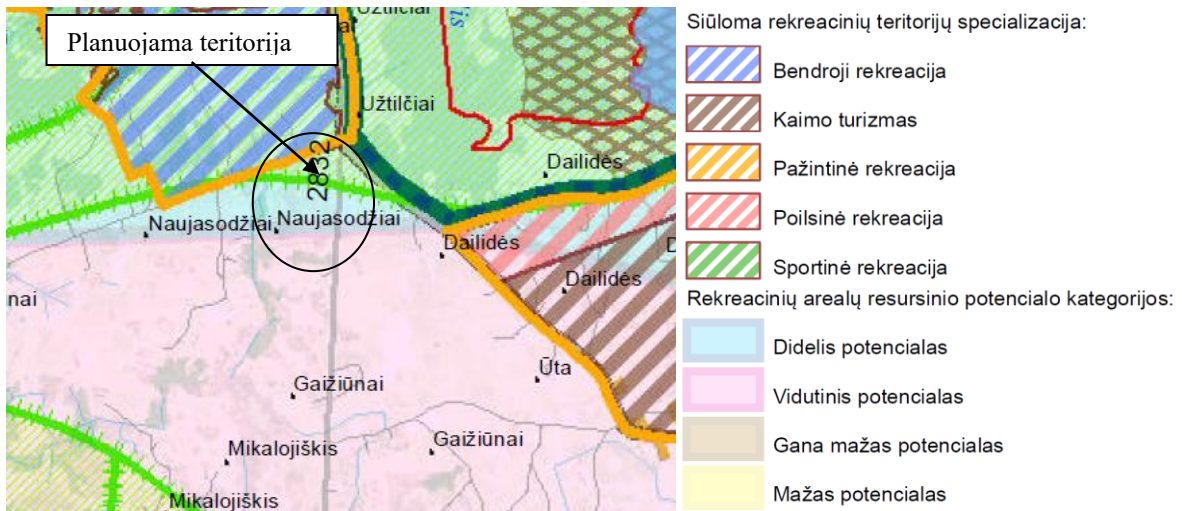 Užtilčiai
Planuojama teritorija
Užtilčiai
2832
Dailidės
Naujasodžiai
Naujasodžiai
Dailidės
Dailidės
D
nai
Ūta
Gaižiūnai
Gaižiūnai
Mikalojiškis
Mikalojiškis
Siūloma rekreacinių teritorijų specializacija:
Bendroji rekreacija
Kaimo turizmas
Pažintinė rekreacija
Poilsinė rekreacija
Sportinė rekreacija
Rekreacinių arealų resursinio potencialo kategorijos:
Didelis potencialas
Vidutinis potencialas
Gana mažas potencialas
Mažas potencialas